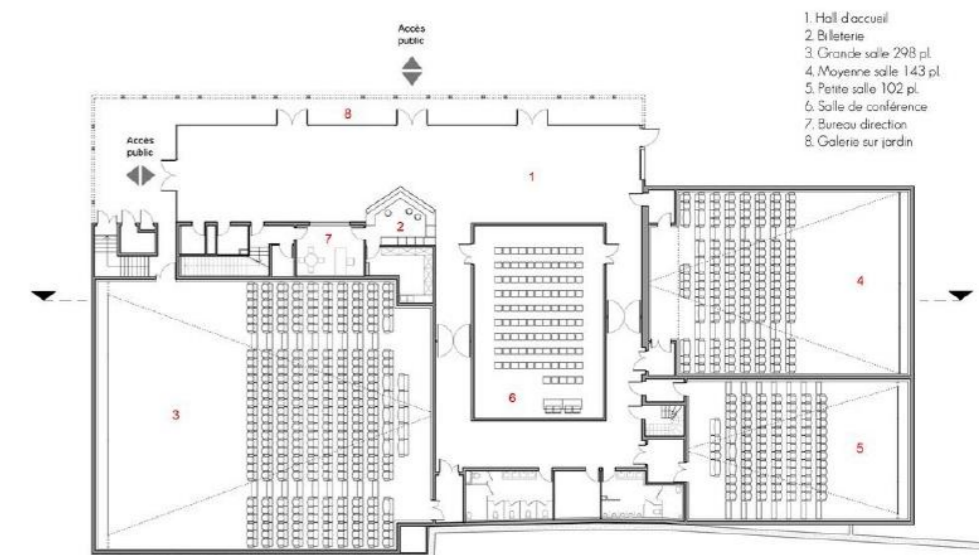 Accès
public
1. Hall d'accueil
2. Billeterie
3. Grande salle 298 pl.
4. Moyenne salle 143 pl.
5. Petite salle 102 pl.
6. Salle de conférence
7. Bureau direction
8. Galerie sur jardin
8
Accès
public
1
2
7
4
3
6
5